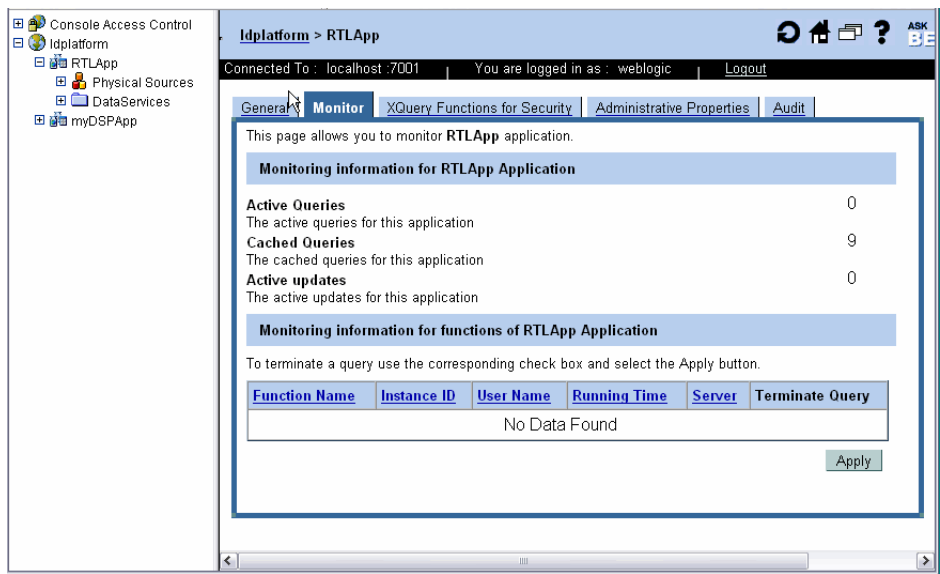 Console Access Control
ldplatform
RTLApp
Physical Sources
DataServices
myDSPApp
ldplatform > RTLApp
ASK
BE
Connected To : localhost :7001 | You are logged in as : weblogic | Logout
General Monitor XQuery Functions for Security Administrative Properties Audit
This page allows you to monitor RTLApp application.
Monitoring information for RTLApp Application
Active Queries 0
The active queries for this application
Cached Queries 9
The cached queries for this application
Active updates 0
The active updates for this application
Monitoring information for functions of RTLApp Application
To terminate a query use the corresponding check box and select the Apply button.
Function Name Instance ID User Name Running Time Server Terminate Query
No Data Found
Apply